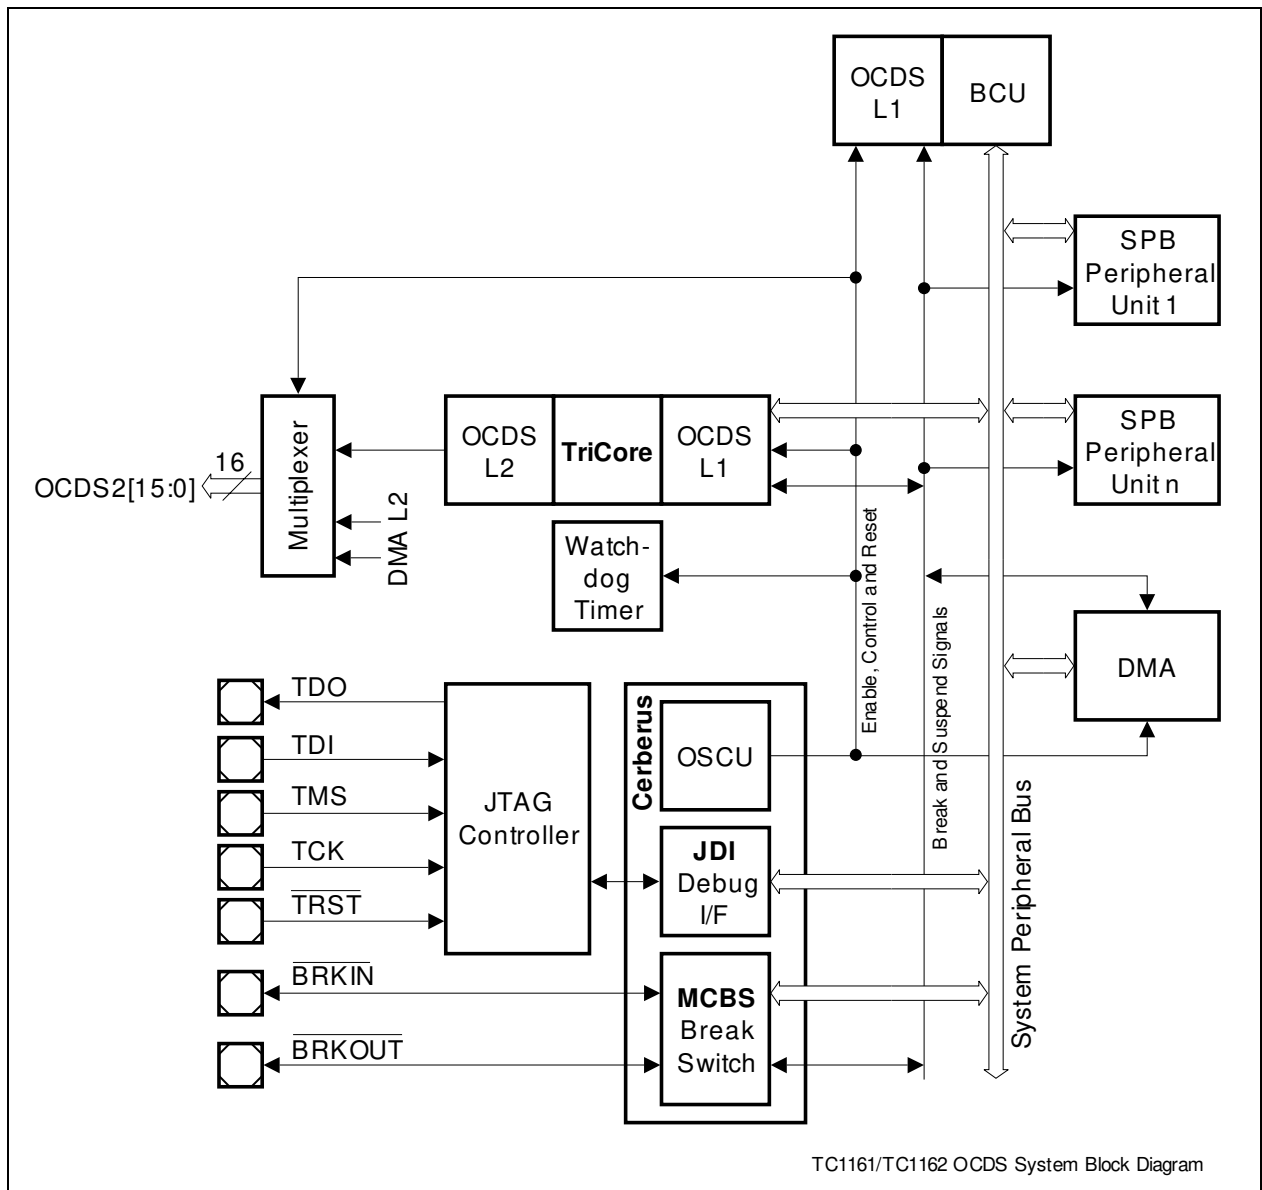 OCDS
L1
BCU
SPB
Peripheral
Unit 1
Multiplexer
16
OCDS2[15:0]
DMA L2
OCDS
L2
TriCore
OCDS
L1
SPB
Peripheral
Unit n
Watch-
dog
Timer
Enable, Control and Reset
Break and Suspend Signals
DMA
TDO
TDI
TMS
TCK
TRST
BRKIN
BRKOUT
JTAG
Controller
Cerberus
OSCU
JDI
Debug
I/F
MCBS
Break
Switch
System Peripheral Bus
TC1161/TC1162 OCDS System Block Diagram